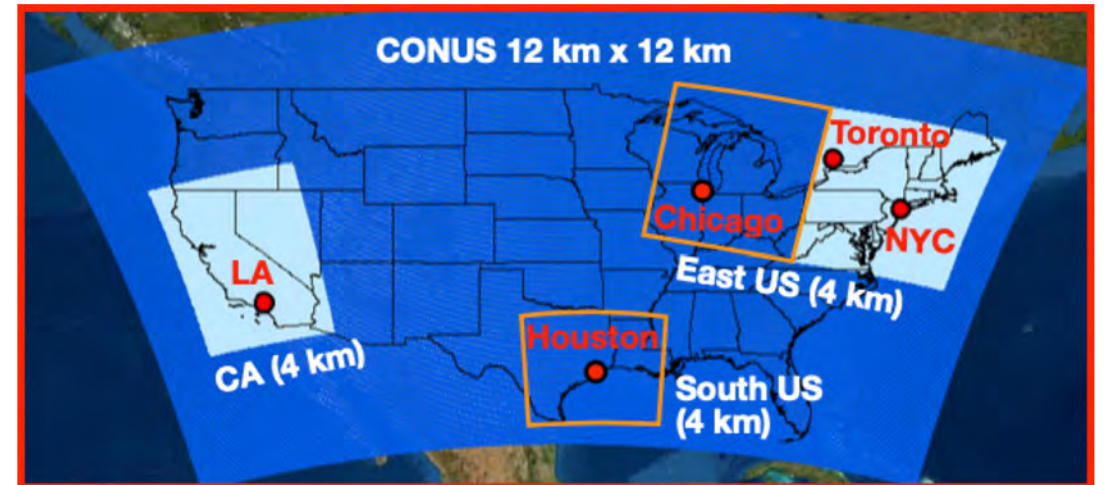 CONUS 12 km x 12 km
Toronto
Chicago
NYC
LA
East US (4 km)
Houston
CA (4 km)
South US
(4 km)